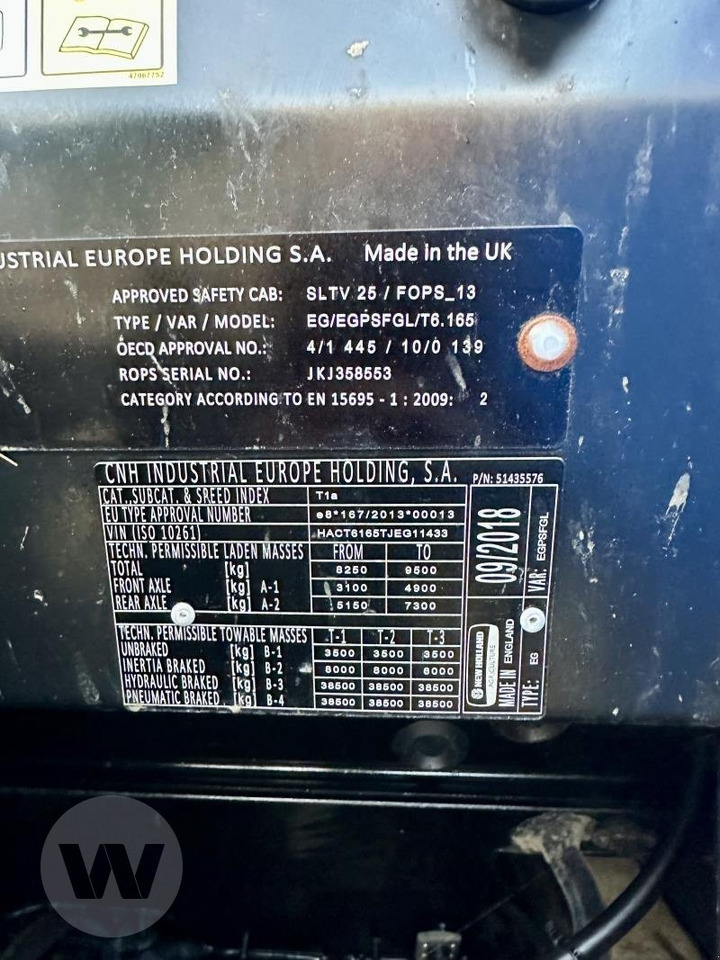 47067752
USTRIAL EUROPE HOLDING S.A. Made in the UK
APPROVED SAFETY CAB: SLTV 25 / FOPS_13
TYPE / VAR / MODEL: EG/EGPSFGL/T6.165
OECD APPROVAL NO.: 4/1 445 / 10/0 139
ROPS SERIAL NO.: JKJ358553
CATEGORY ACCORDING TO EN 15695 - 1 : 2009: 2
CNH INDUSTRIAL EUROPE HOLDING, S.A. P/N: 51435576
CAT.,SUBCAT. & SREED INDEX T1a
EU TYPE APPROVAL NUMBER e8*167/2013*00013
VIN (ISO 10261) HACT6165TJEG11433
TECHN. PERMISSIBLE LADEN MASSES FROM TO
TOTAL [kg] 8250 9500
FRONT AXLE [kg] A-1 3100 4900
REAR AXLE [kg] A-2 5150 7300
TECHN. PERMISSIBLE TOWABLE MASSES T-1 T-2 T-3
UNBRAKED [kg] B-1 3500 3500 3500
INERTIA BRAKED [kg] B-2 8000 8000 8000
HYDRAULIC BRAKED [kg] B-3 38500 38500 38500
PNEUMATIC BRAKED [kg] B-4 38500 38500 38500
09/2018
VAR: EGPSFGL
NEW HOLLAND
AGRICULTURE
MADE IN ENGLAND
TYPE: EG
W